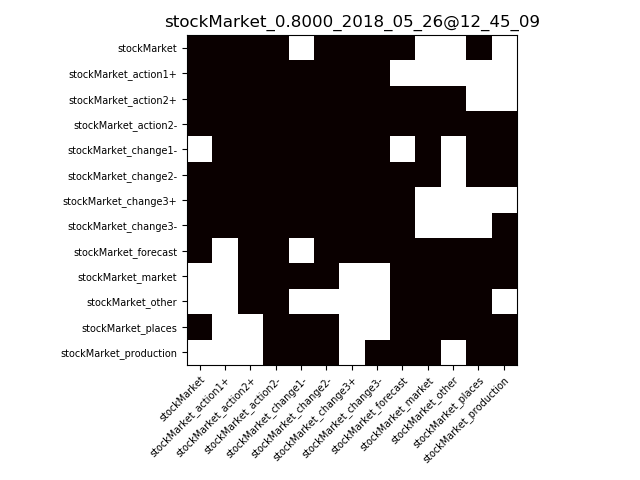 stockMarket_0.8000_2018_05_26@12_45_09
stockMarket
stockMarket_action1+
stockMarket_action2+
stockMarket_action2-
stockMarket_change1-
stockMarket_change2-
stockMarket_change3+
stockMarket_change3-
stockMarket_forecast
stockMarket_market
stockMarket_other
stockMarket_places
stockMarket_production
stockMarket
stockMarket_action1+
stockMarket_action2+
stockMarket_action2-
stockMarket_change1-
stockMarket_change2-
stockMarket_change3+
stockMarket_change3-
stockMarket_forecast
stockMarket_market
stockMarket_other
stockMarket_places
stockMarket_production